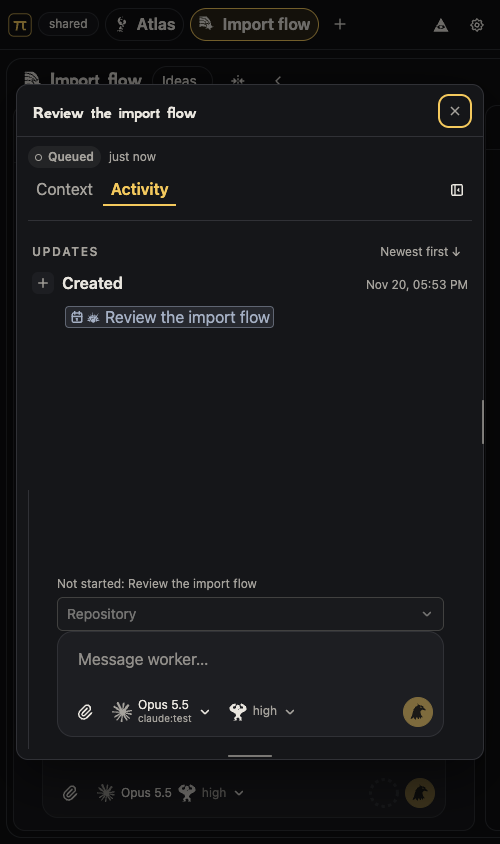 π shared Atlas Import flow
Import flow Ideas
Review the import flow
Queued just now
Context Activity
UPDATES Newest first ↓
Created Nov 20, 05:53 PM
Review the import flow
Not started: Review the import flow
Repository
Message worker...
Opus 5.5 high
claude:test
Opus 5.5 high